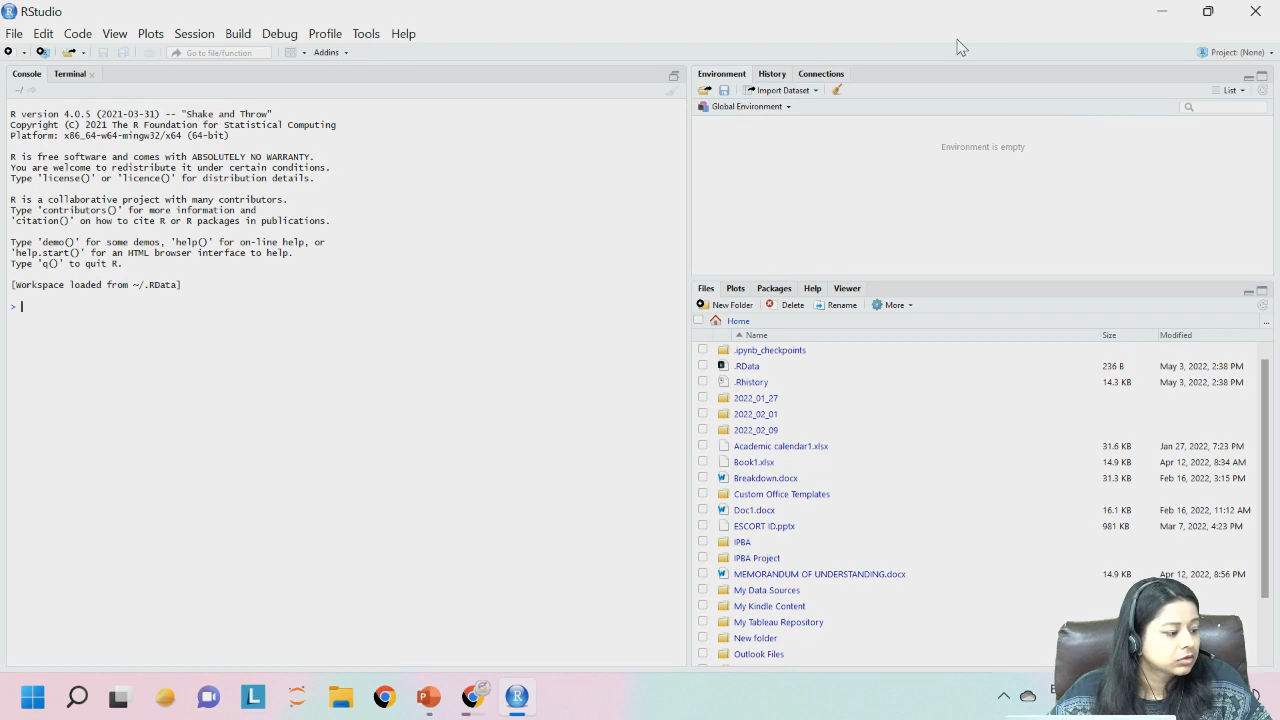 RStudio
File Edit Code View Plots Session Build Debug Profile Tools Help
Go to file/function Addins Project: (None)
Console Terminal
~/
R version 4.0.5 (2021-03-31) -- "Shake and Throw"
Copyright (C) 2021 The R Foundation for Statistical Computing
Platform: x86_64-w64-mingw32/x64 (64-bit)
R is free software and comes with ABSOLUTELY NO WARRANTY.
You are welcome to redistribute it under certain conditions.
Type 'license()' or 'licence()' for distribution details.
R is a collaborative project with many contributors.
Type 'contributors()' for more information and
'citation()' on how to cite R or R packages in publications.
Type 'demo()' for some demos, 'help()' for on-line help, or
'help.start()' for an HTML browser interface to help.
Type 'q()' to quit R.
[Workspace loaded from ~/.RData]
>
Environment History Connections
Import Dataset List
Global Environment
Environment is empty
Files Plots Packages Help Viewer
New Folder Delete Rename More
Home ...
Name Size Modified
.ipynb_checkpoints
.RData 236 B May 3, 2022, 2:38 PM
.Rhistory 14.3 KB May 3, 2022, 2:38 PM
2022_01_27
2022_02_01
2022_02_09
Academic calendar1.xlsx 31.6 KB Jan 27, 2022, 7:23 PM
Book1.xlsx 14.9 KB Apr 12, 2022, 8:34 AM
Breakdown.docx 31.3 KB Feb 16, 2022, 3:15 PM
Custom Office Templates
Doc1.docx 16.1 KB Feb 16, 2022, 11:12 AM
ESCORT ID.pptx 981 KB Mar 7, 2022, 4:23 PM
IPBA
IPBA Project
MEMORANDUM OF UNDERSTANDING.docx 14.9 KB Apr 12, 2022, 8:56 PM
My Data Sources
My Kindle Content
My Tableau Repository
New folder
Outlook Files